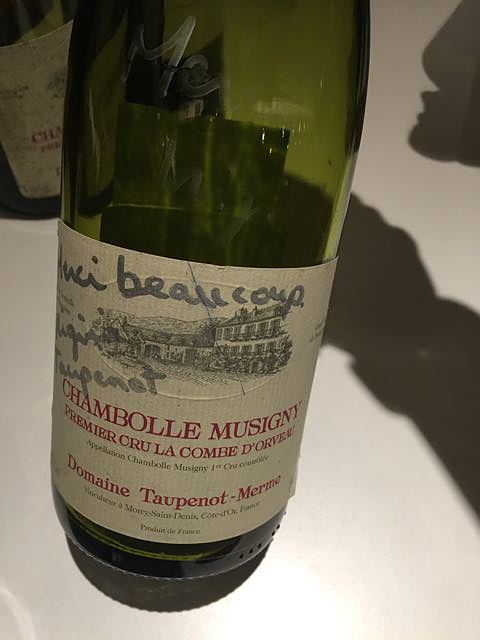 Merci beaucoup
Virginie
Taupenot
CHAMBOLLE MUSIGNY
PREMIER CRU LA COMBE D'ORVEAU
Appellation Chambolle Musigny 1er Cru contrôlée
Domaine Taupenot-Merme
Viticulteur à Morey-Saint-Denis, Côte-d'Or, France
Produit de France